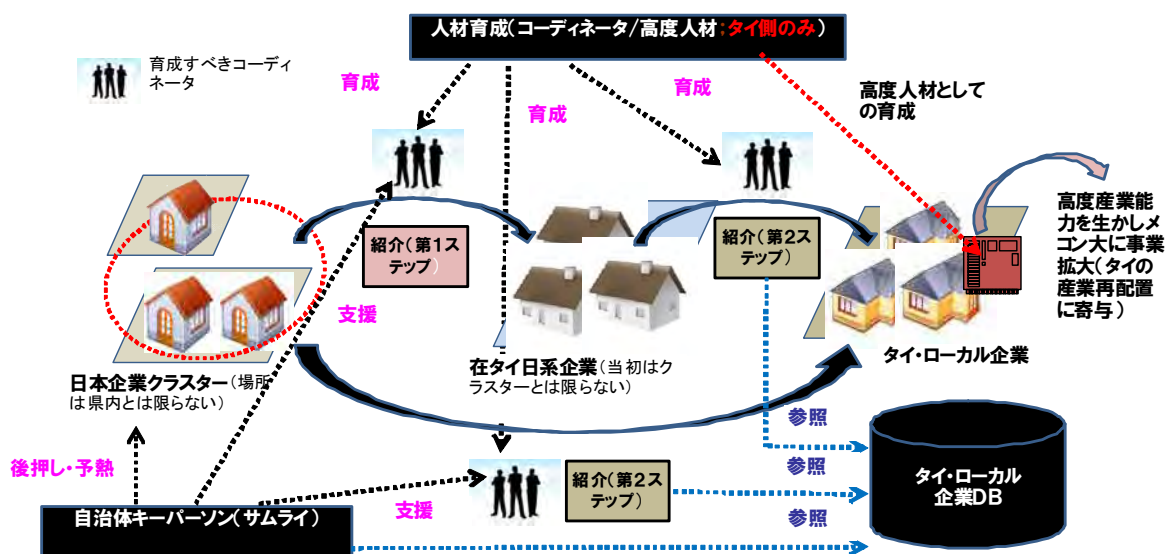 人材育成(コーディネータ/高度人材;タイ側のみ)
育成すべきコーディ
ネータ
育成
育成
育成
高度人材として
の育成
紹介(第1ス
テップ)
紹介(第2ス
テップ)
高度産業能
力を生かしメ
コン大に事業
拡大(タイの
産業再配置
に寄与)
支援
日本企業クラスター(場所
は県内とは限らない)
在タイ日系企業(当初はク
ラスターとは限らない)
タイ・ローカル企業
後押し・予熱
参照
参照
参照
紹介(第2ス
テップ)
支援
タイ・ローカル
企業DB
自治体キーパーソン(サムライ)